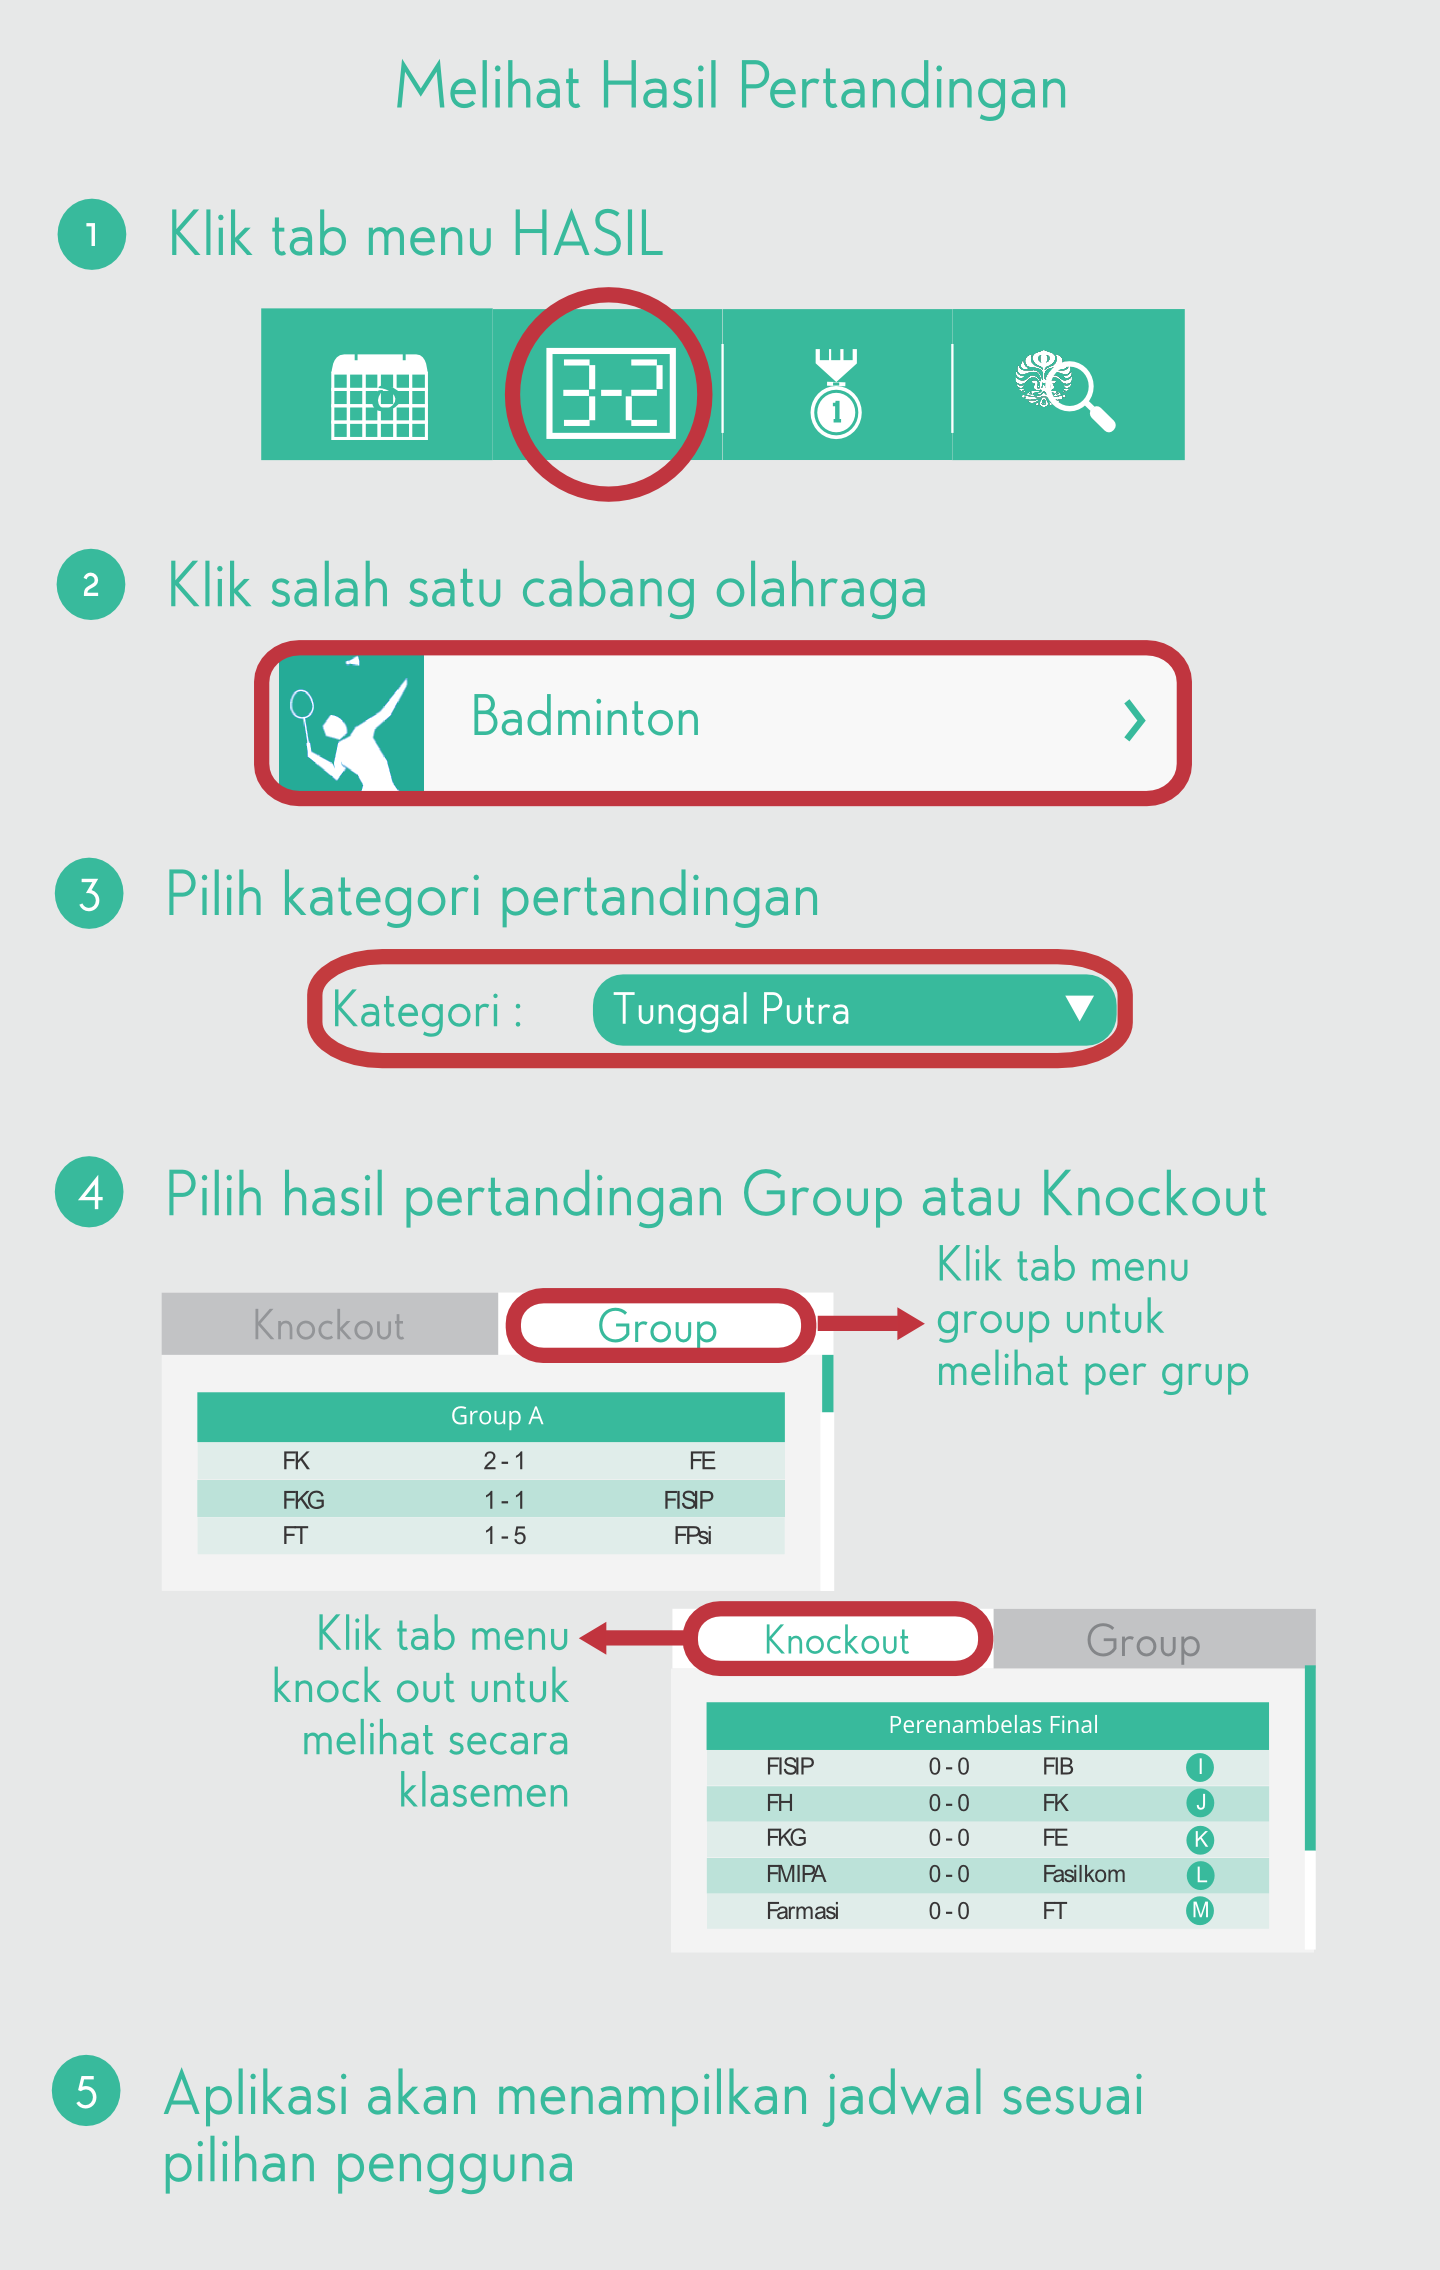 Melihat Hasil Pertandingan
1 Klik tab menu HASIL
3-2 1
2 Klik salah satu cabang olahraga
Badminton
3 Pilih kategori pertandingan
Kategori : Tunggal Putra
4 Pilih hasil pertandingan Group atau Knockout
Knockout Group
Klik tab menu
group untuk
melihat per grup
Group A
FK 2 - 1 FE
FKG 1 - 1 FISIP
FT 1 - 5 FPsi
Klik tab menu
knock out untuk
melihat secara
klasemen
Knockout Group
Perenambelas Final
FISIP 0 - 0 FIB I
FH 0 - 0 FK J
FKG 0 - 0 FE K
FMIPA 0 - 0 Fasilkom L
Farmasi 0 - 0 FT M
5 Aplikasi akan menampilkan jadwal sesuai
pilihan pengguna